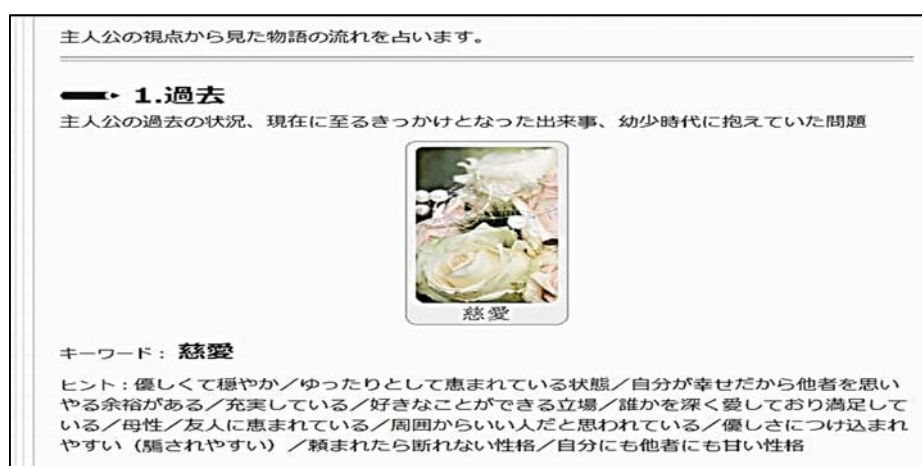 主人公の視点から見た物語の流れを占います。
1.過去
主人公の過去の状況、現在に至るきっかけとなった出来事、幼少時代に抱えていた問題
慈愛
キーワード： 慈愛
ヒント：優しくて穏やか／ゆったりとして恵まれている状態／自分が幸せだから他者を思い
やる余裕がある／充実している／好きなことができる立場／誰かを深く愛しており満足して
いる／母性／友人に恵まれている／周囲からいい人だと思われている／優しさにつけ込まれ
やすい（騙されやすい）／頼まれたら断れない性格／自分にも他者にも甘い性格